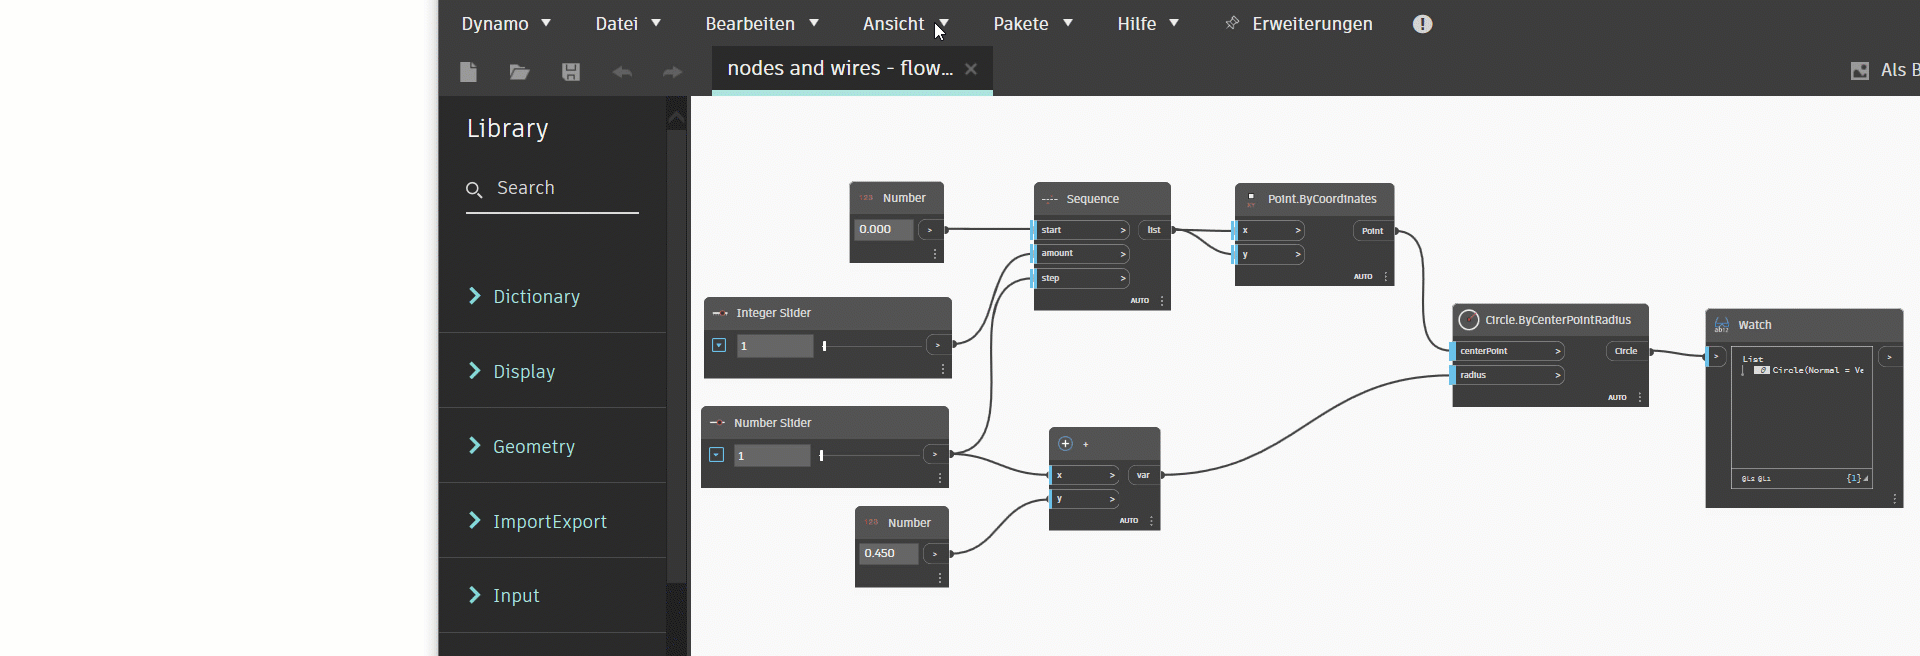 Dynamo Datei Bearbeiten Ansicht Pakete Hilfe Erweiterungen
nodes and wires - flow... Als B
Library
Search
Dictionary
Display
Geometry
ImportExport
Input
123 Number
0.000 >
Integer Slider
1 >
Number Slider
1 >
123 Number
0.450 >
Sequence
start > list
amount >
step >
AUTO
+
x > var
y >
AUTO
Point.ByCoordinates
x > Point
y >
AUTO
Circle.ByCenterPointRadius
centerPoint > Circle
radius >
AUTO
Watch
> List >
0 Circle(Normal = Ve
@L2 @L1 {1}